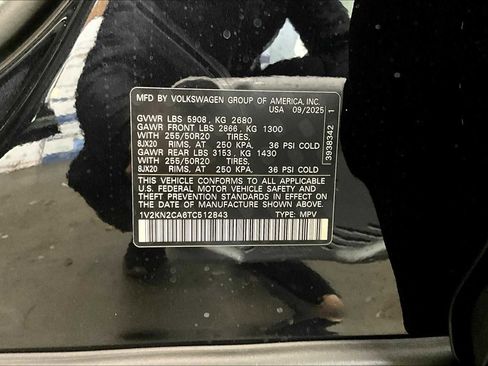 MFD BY VOLKSWAGEN GROUP OF AMERICA, INC.
USA 09/2025
GVWR LBS 5908, KG 2680
GAWR FRONT LBS 2866, KG 1300
WITH 255/50R20 TIRES.
8JX20 RIMS, AT 250 KPA. 36 PSI COLD
GAWR REAR LBS 3153, KG 1430
WITH 255/50R20 TIRES.
8JX20 RIMS, AT 250 KPA. 36 PSI COLD
THIS VEHICLE CONFORMS TO ALL APPLICABLE
U.S. FEDERAL MOTOR VEHICLE SAFETY AND
THEFT PREVENTION STANDARDS IN EFFECT ON
THE DATE OF MANUFACTURE SHOWN ABOVE
1V2KN2CA6TC512843 TYPE: MPV
3838342 1